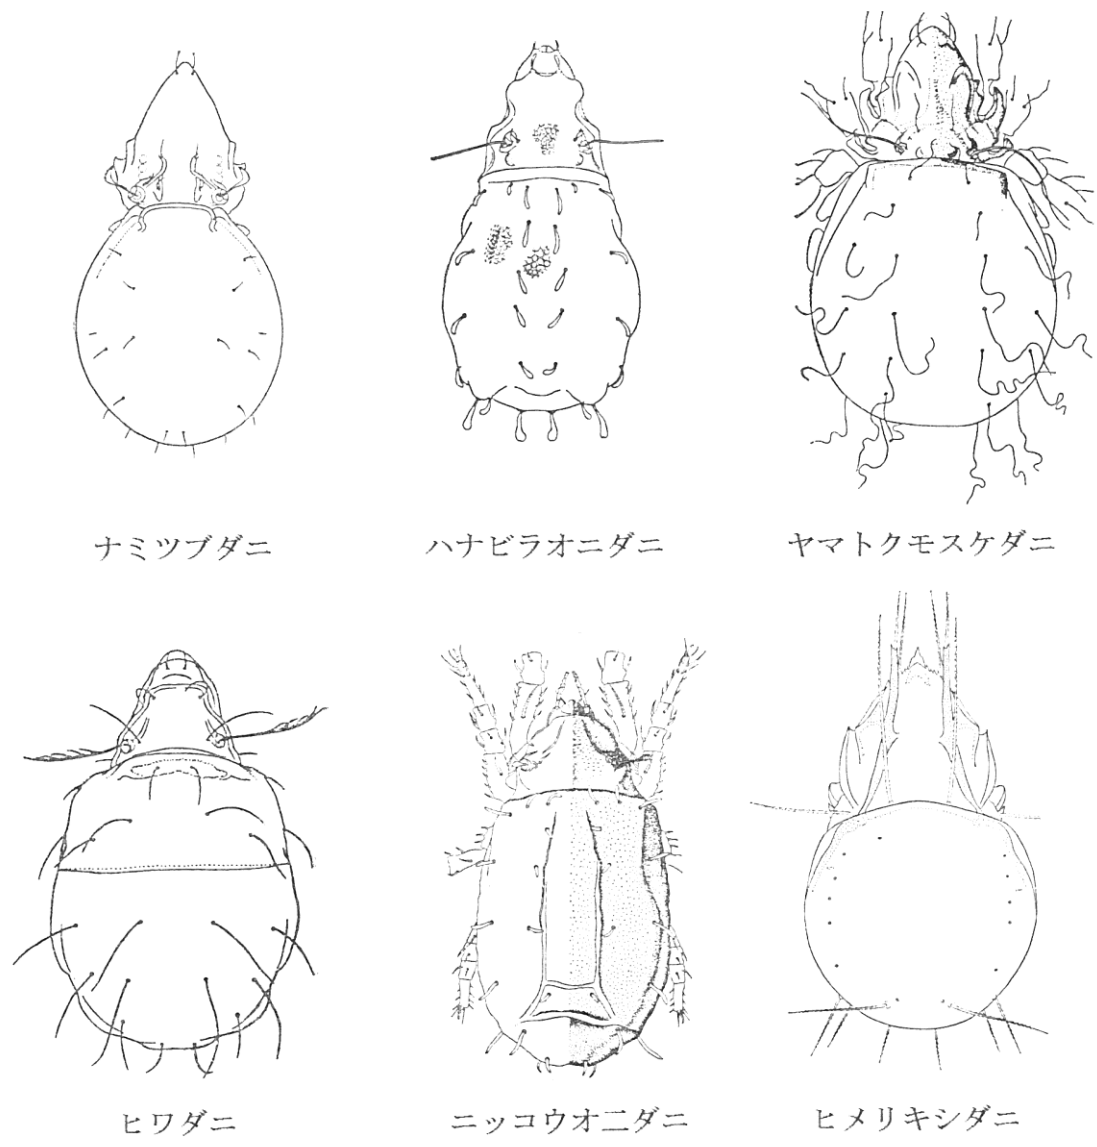 ナミツブダニ
ハナビラオニダニ
ヤマトクモスケダニ
ヒワダニ
ニッコウオニダニ
ヒメリキシダニ